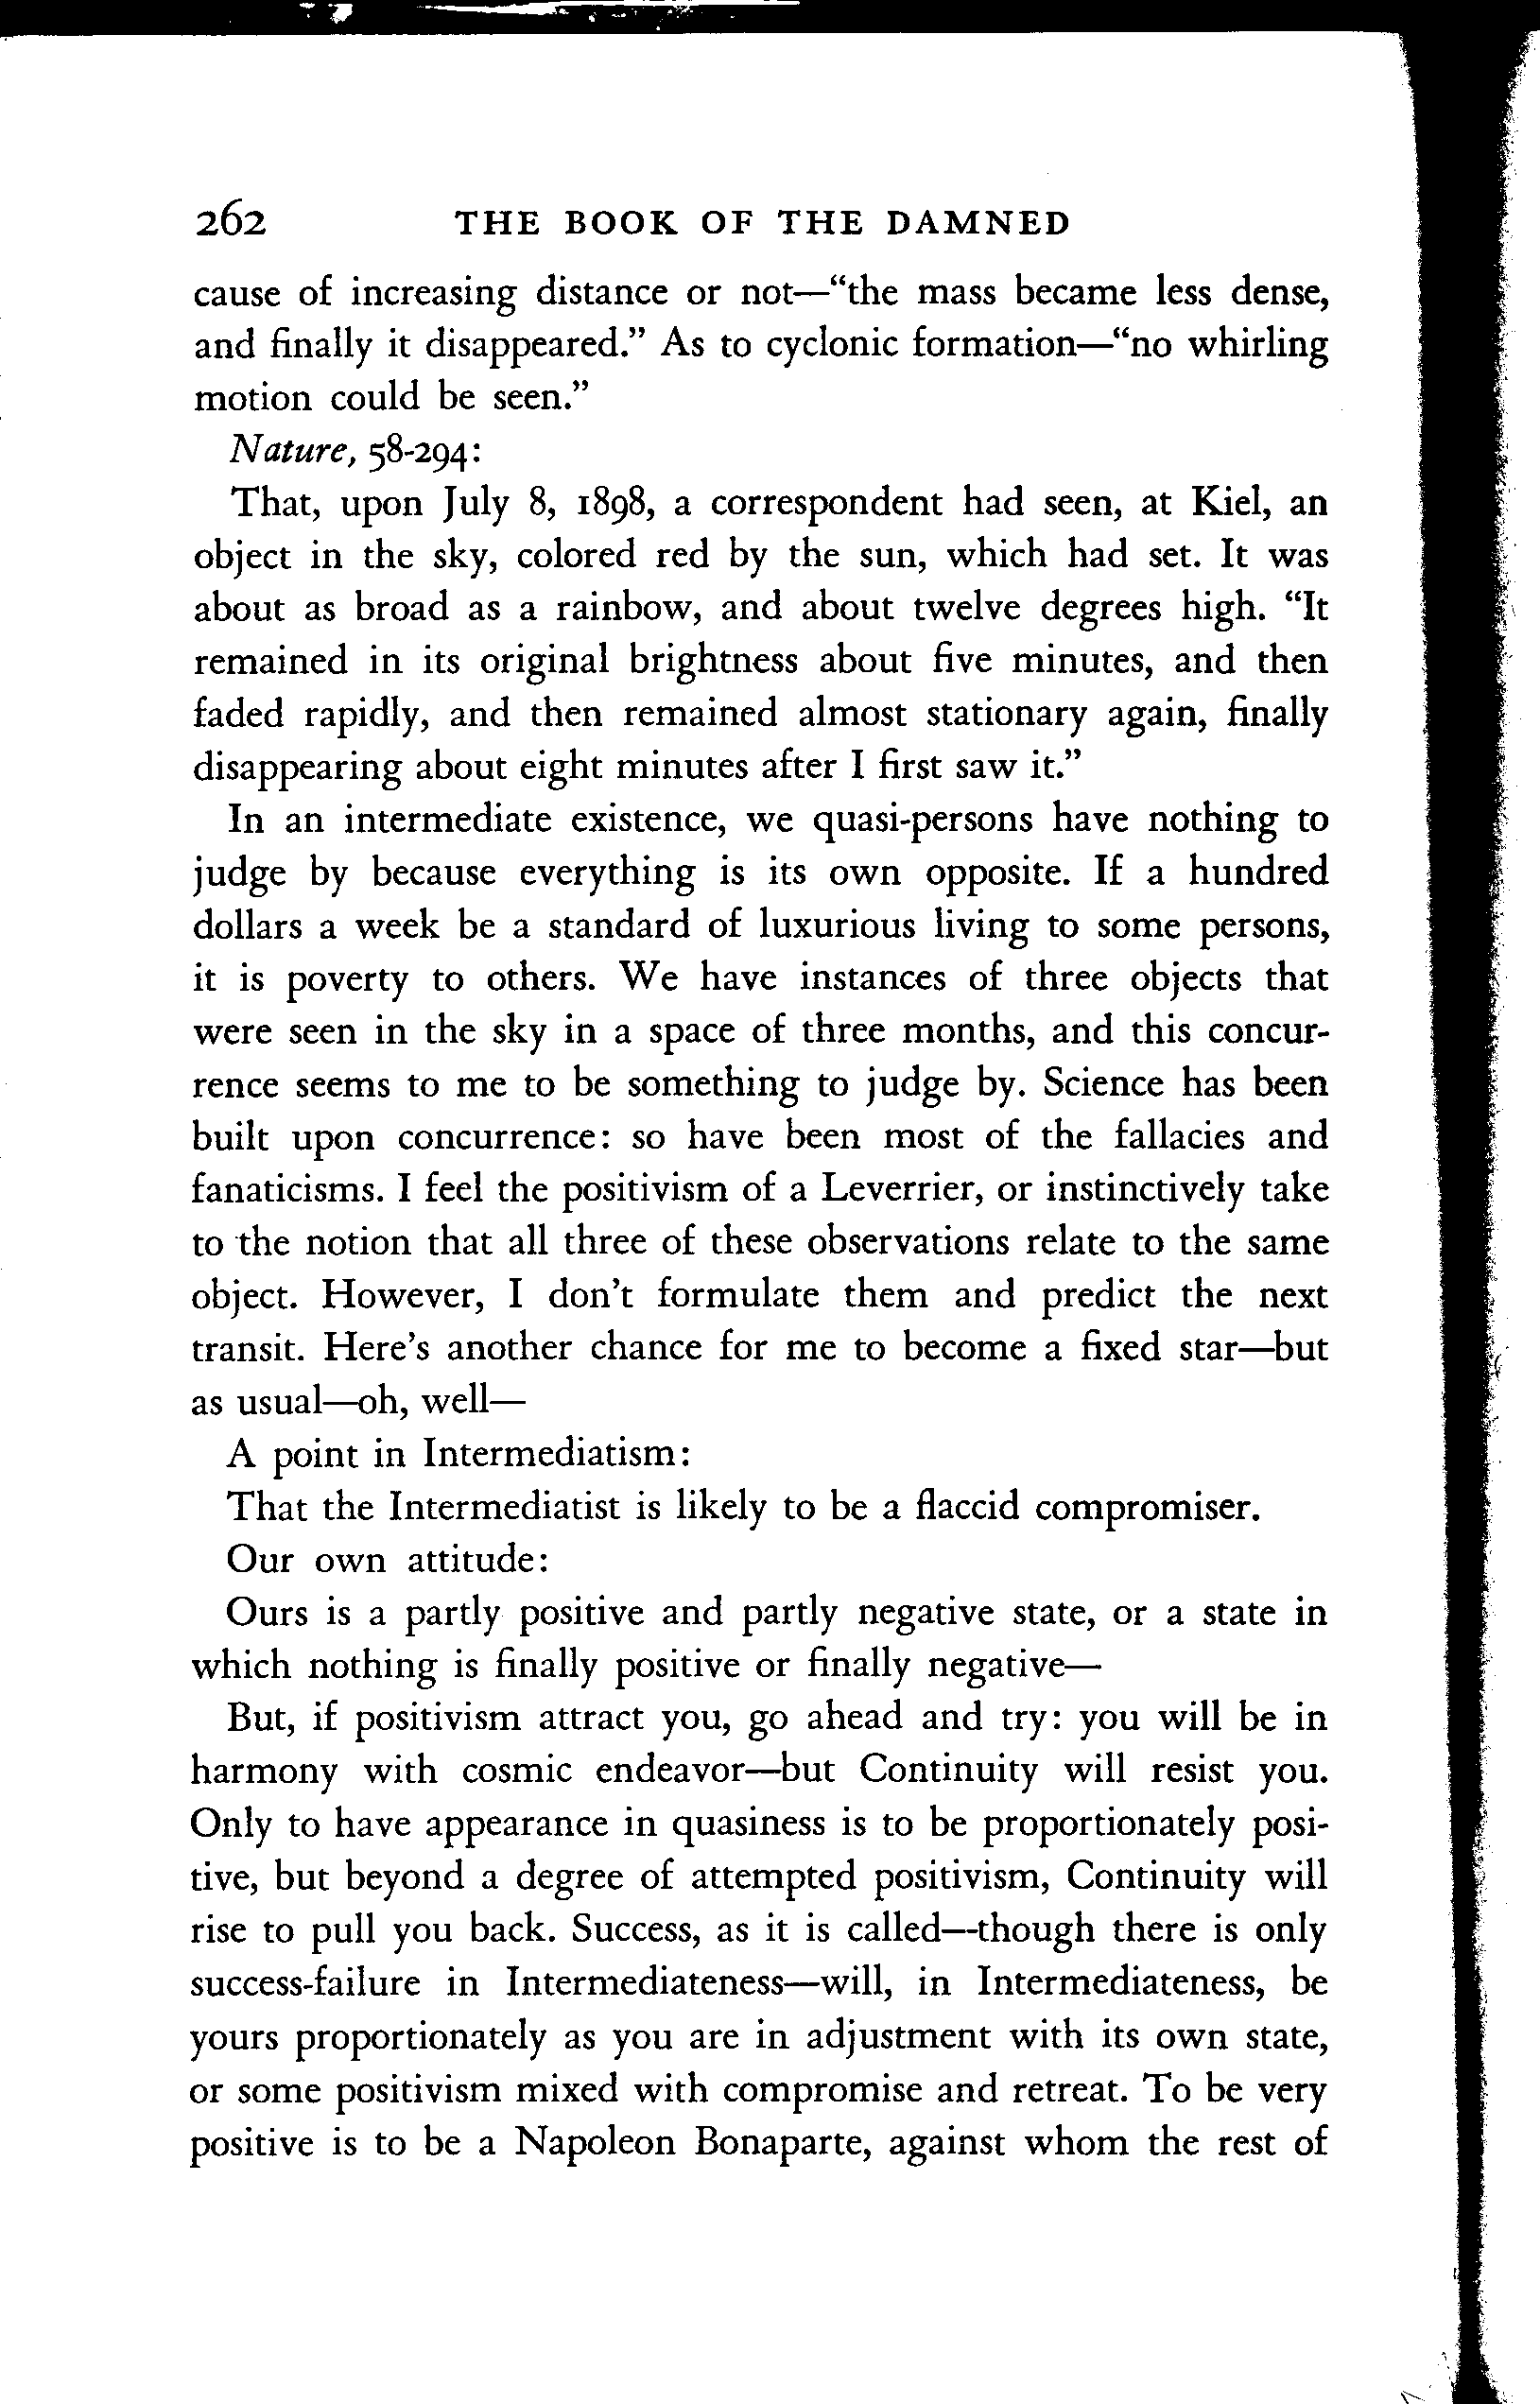 262 THE BOOK OF THE DAMNED
cause of increasing distance or not—“the mass became less dense,
and finally it disappeared.” As to cyclonic formation—“no whirling
motion could be seen.”
Nature, 58-294:
That, upon July 8, 1898, a correspondent had seen, at Kiel, an
object in the sky, colored red by the sun, which had set. It was
about as broad as a rainbow, and about twelve degrees high. “It
remained in its original brightness about five minutes, and then
faded rapidly, and then remained almost stationary again, finally
disappearing about eight minutes after I first saw it.”
In an intermediate existence, we quasi-persons have nothing to
judge by because everything is its own opposite. If a hundred
dollars a week be a standard of luxurious living to some persons,
it is poverty to others. We have instances of three objects that
were seen in the sky in a space of three months, and this concur-
rence seems to me to be something to judge by. Science has been
built upon concurrence: so have been most of the fallacies and
fanaticisms. I feel the positivism of a Leverrier, or instinctively take
to the notion that all three of these observations relate to the same
object. However, I don’t formulate them and predict the next
transit. Here’s another chance for me to become a fixed star—but
as usual—oh, well—
A point in Intermediatism:
That the Intermediatist is likely to be a flaccid compromiser.
Our own attitude:
Ours is a partly positive and partly negative state, or a state in
which nothing is finally positive or finally negative—
But, if positivism attract you, go ahead and try: you will be in
harmony with cosmic endeavor—but Continuity will resist you.
Only to have appearance in quasiness is to be proportionately posi-
tive, but beyond a degree of attempted positivism, Continuity will
rise to pull you back. Success, as it is called—though there is only
success-failure in Intermediateness—will, in Intermediateness, be
yours proportionately as you are in adjustment with its own state,
or some positivism mixed with compromise and retreat. To be very
positive is to be a Napoleon Bonaparte, against whom the rest of